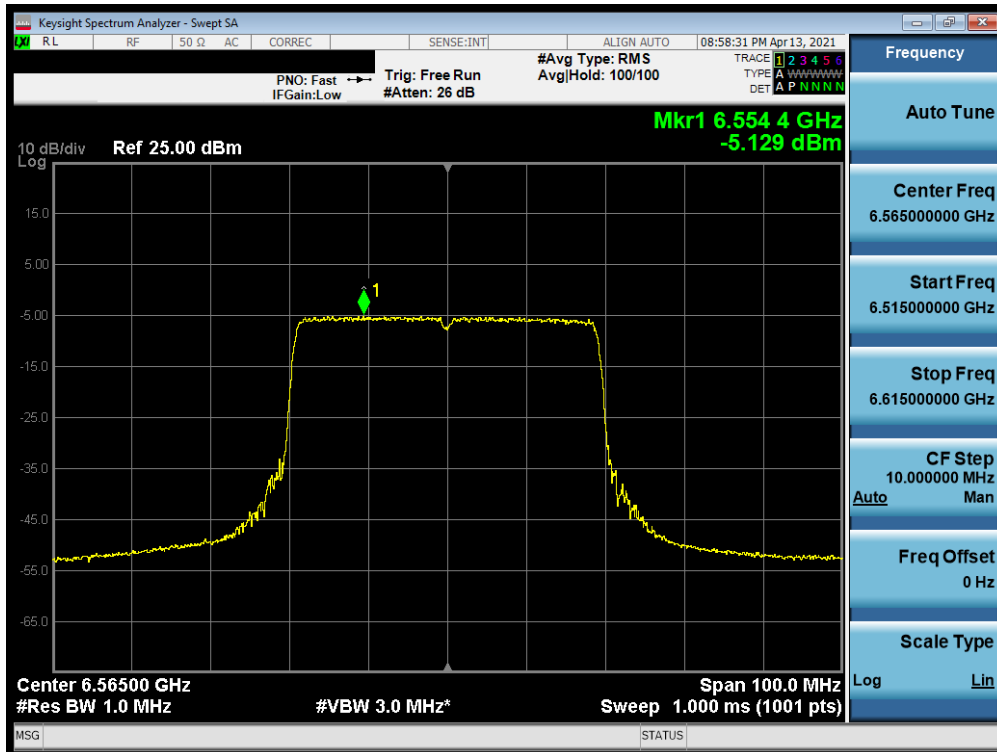 Keysight Spectrum Analyzer - Swept SA
LXI RL RF 50 Ω AC CORREC SENSE:INT ALIGN AUTO 08:58:31 PM Apr 13, 2021
PNO: Fast
IFGain:Low
Trig: Free Run
#Atten: 26 dB
#Avg Type: RMS
Avg|Hold: 100/100
TRACE 1 2 3 4 5 6
TYPE A WWWWW
DET A P N N N N
Mkr1 6.554 4 GHz
-5.129 dBm
10 dB/div Ref 25.00 dBm
Log
15.0
5.00
1
-5.00
-15.0
-25.0
-35.0
-45.0
-55.0
-65.0
Center 6.56500 GHz Span 100.0 MHz
#Res BW 1.0 MHz #VBW 3.0 MHz* Sweep 1.000 ms (1001 pts)
MSG STATUS
Frequency
Auto Tune
Center Freq
6.565000000 GHz
Start Freq
6.515000000 GHz
Stop Freq
6.615000000 GHz
CF Step
10.000000 MHz
Auto Man
Freq Offset
0 Hz
Scale Type
Log Lin